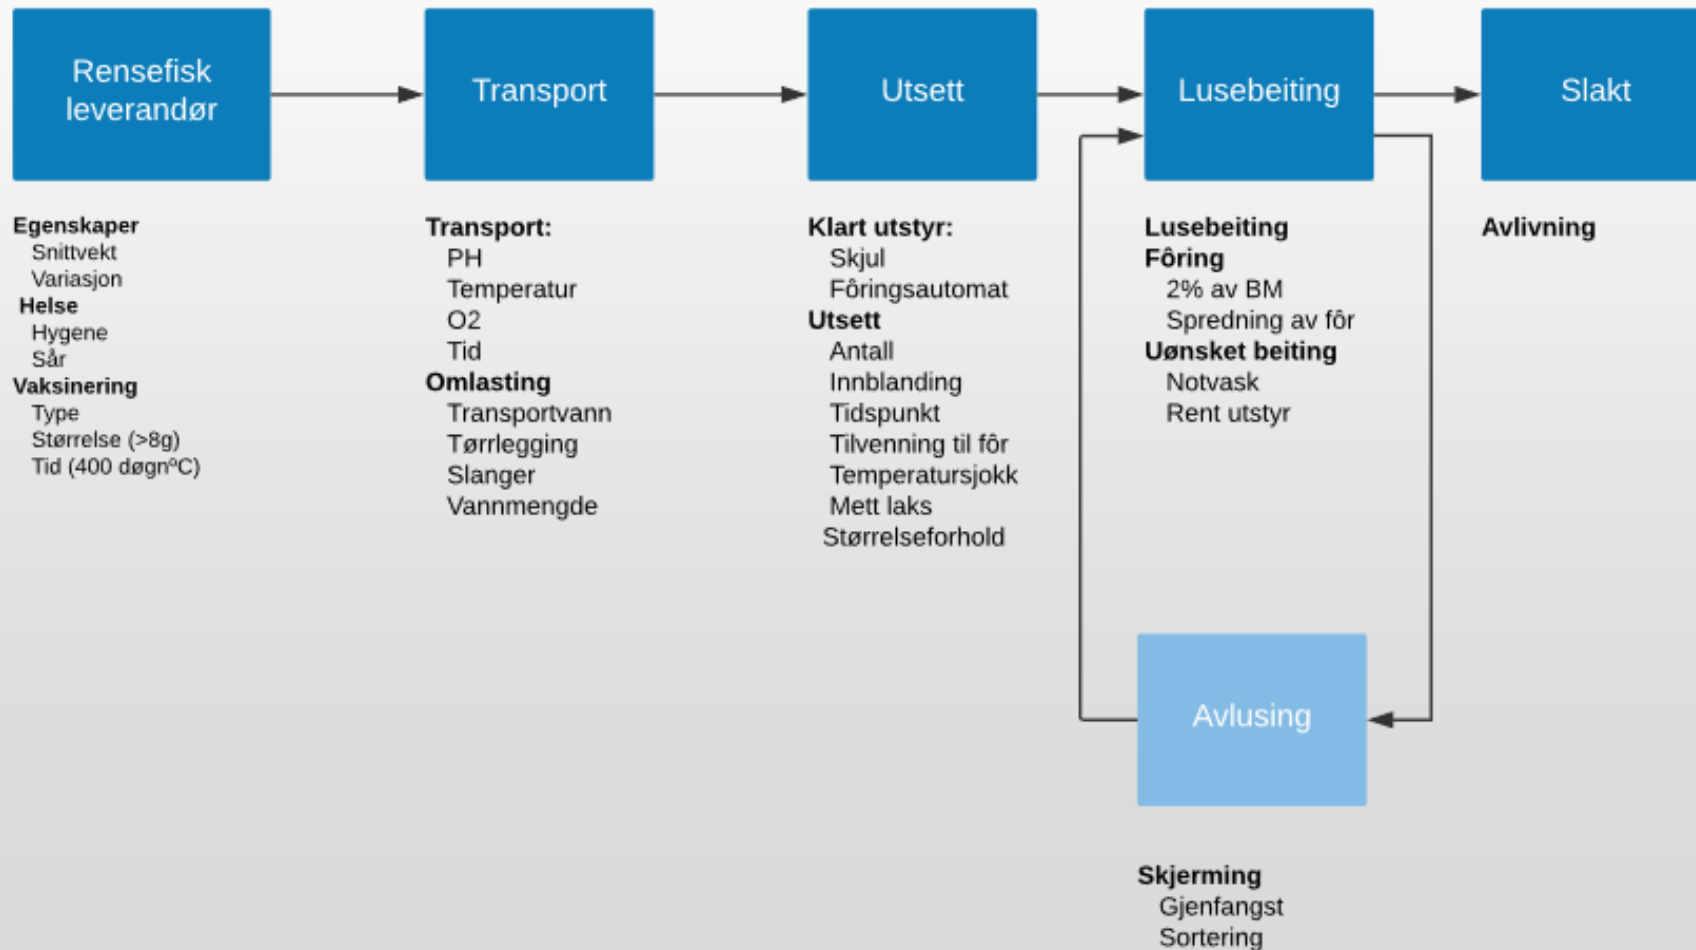 Rensefisk
leverandør
Transport
Utsett
Lusebeiting
Slakt
Egenskaper
Snittvekt
Variasjon
Helse
Hygene
Sår
Vaksinering
Type
Størrelse (>8g)
Tid (400 døgnºC)
Transport:
PH
Temperatur
O2
Tid
Omlasting
Transportvann
Tørrlegging
Slanger
Vannmengde
Klart utstyr:
Skjul
Fôringsautomat
Utsett
Antall
Innblanding
Tidspunkt
Tilvenning til fôr
Temperatursjokk
Mett laks
Størrelseforhold
Lusebeiting
Fôring
2% av BM
Spredning av fôr
Uønsket beiting
Notvask
Rent utstyr
Avlivning
Avlusing
Skjerming
Gjenfangst
Sortering